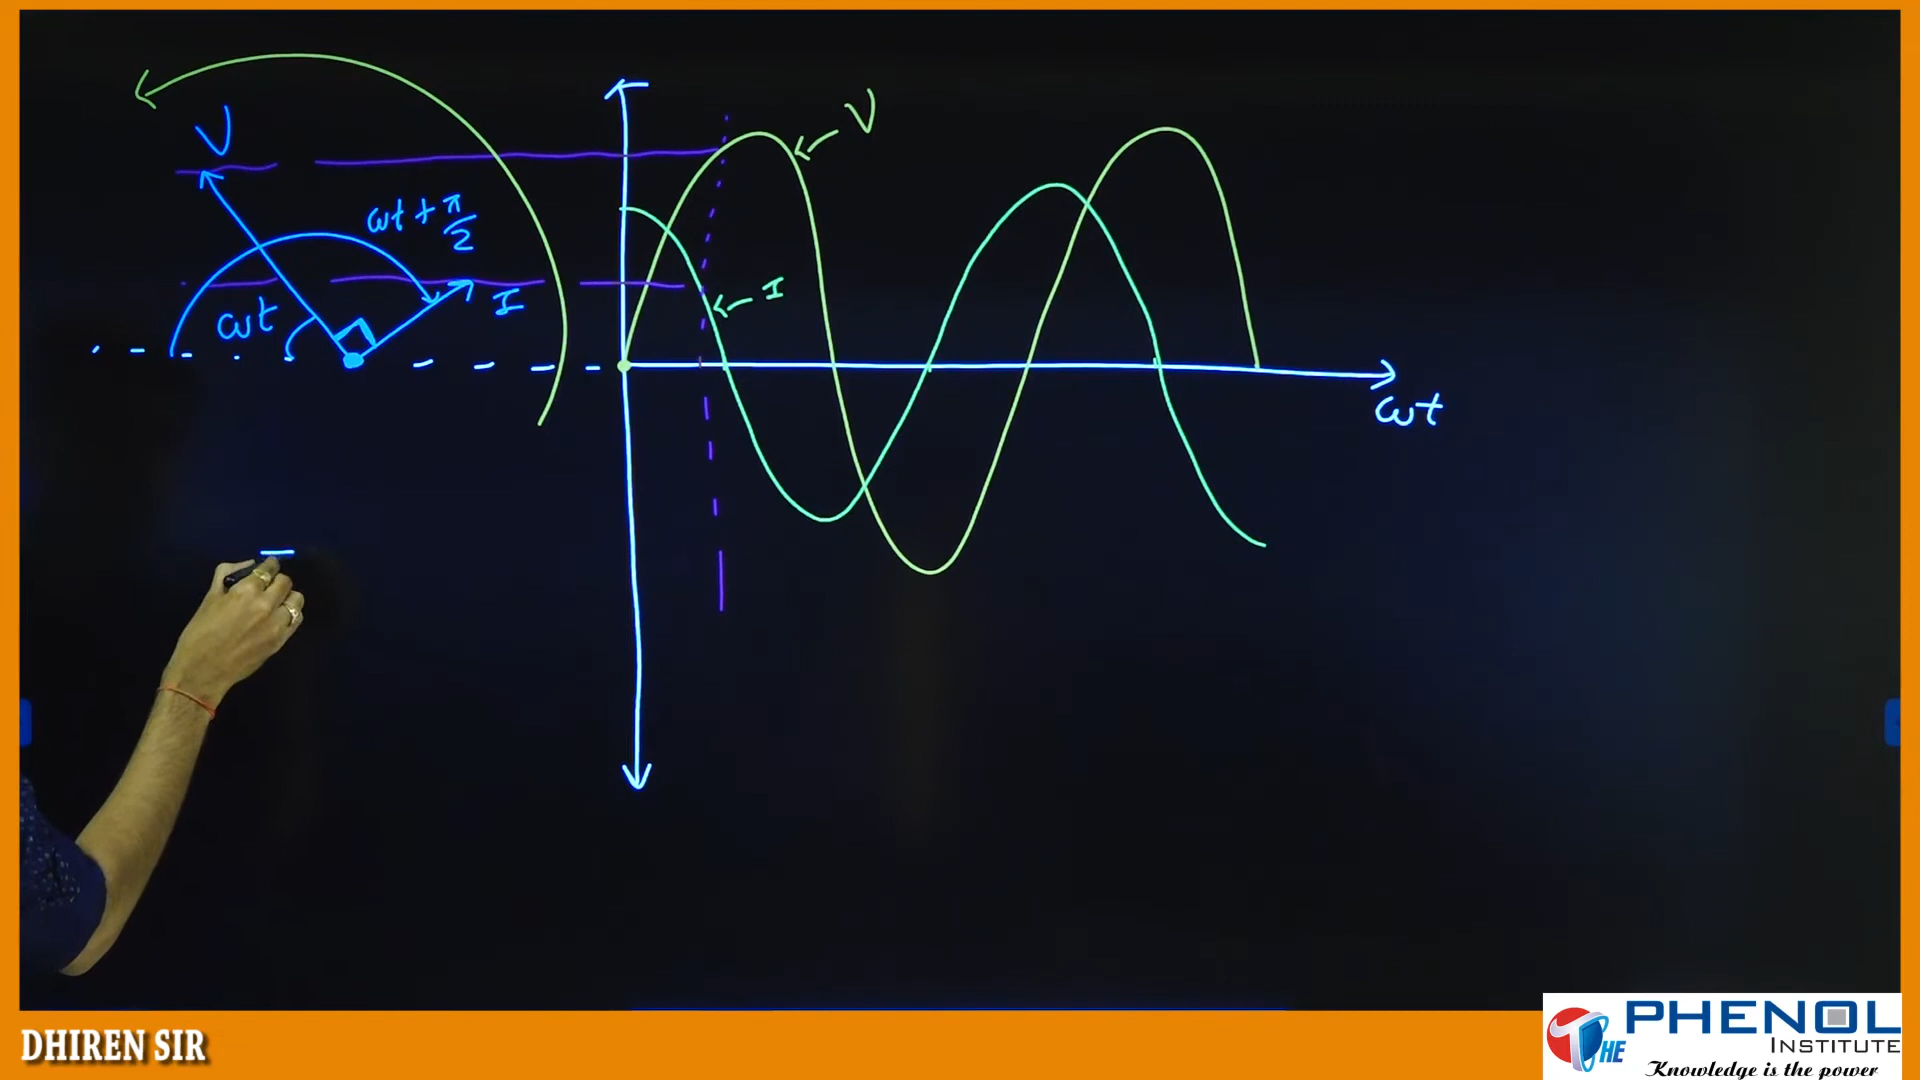 V
V
ωt + π/2
I
I
ωt
ωt
DHIREN SIR
THE PHENOL
INSTITUTE
Knowledge is the power